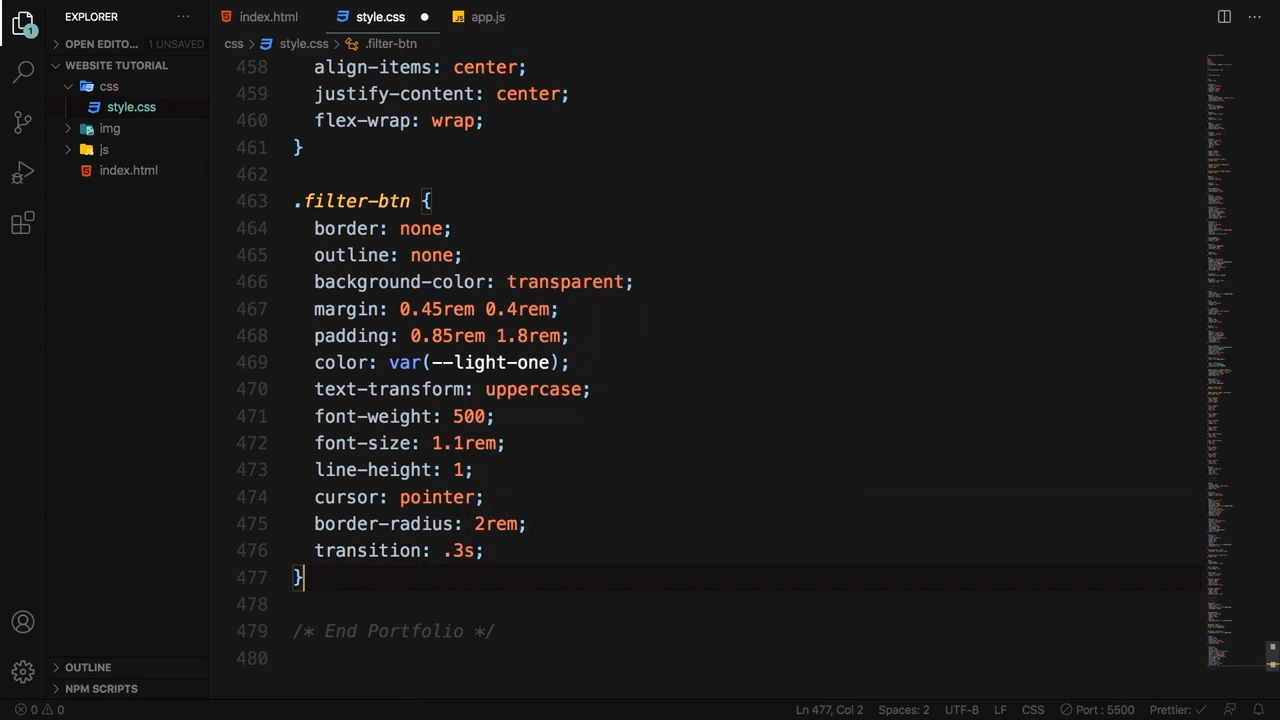 EXPLORER
index.html
style.css
app.js
OPEN EDITO...
1 UNSAVED
css
style.css
.filter-btn
WEBSITE TUTORIAL
css
style.css
img
js
index.html
1
458 align-items: center;
459 justify-content: center;
460 flex-wrap: wrap;
461 }
462
463 .filter-btn {
464 border: none;
465 outline: none;
466 background-color: transparent;
467 margin: 0.45rem 0.4rem;
468 padding: 0.85rem 1.8rem;
469 color: var(--light-one);
470 text-transform: uppercase;
471 font-weight: 500;
472 font-size: 1.1rem;
473 line-height: 1;
474 cursor: pointer;
475 border-radius: 2rem;
476 transition: .3s;
477 }
478
479 /* End Portfolio */
480
OUTLINE
NPM SCRIPTS
0 0
Ln 477, Col 2
Spaces: 2
UTF-8
LF
CSS
Port : 5500
Prettier: ✓